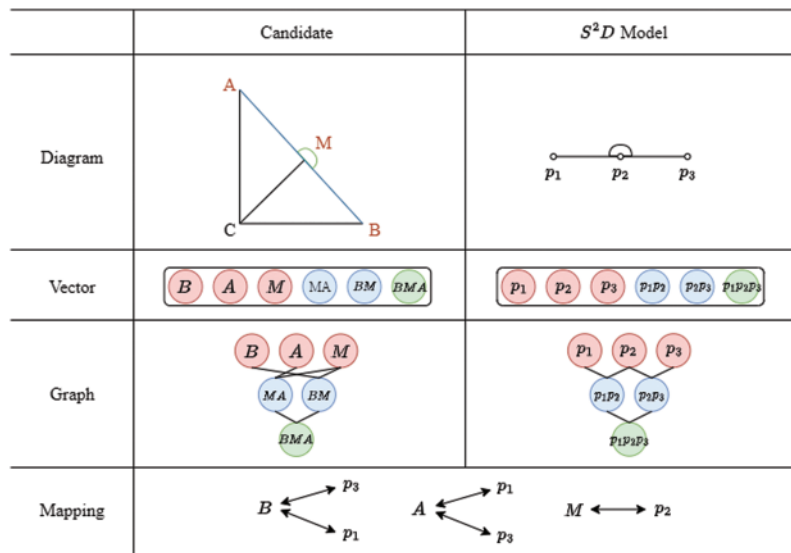 Candidate S²D Model
Diagram
A
M
C B
p₁ p₂ p₃
Vector B A M MA BM BMA p₁ p₂ p₃ p₁p₂ p₂p₃ p₁p₂p₃
Graph
B A M p₁ p₂ p₃
MA BM p₁p₂ p₂p₃
BMA p₁p₂p₃
Mapping
B p₃ p₁
A p₁ p₃
M p₂